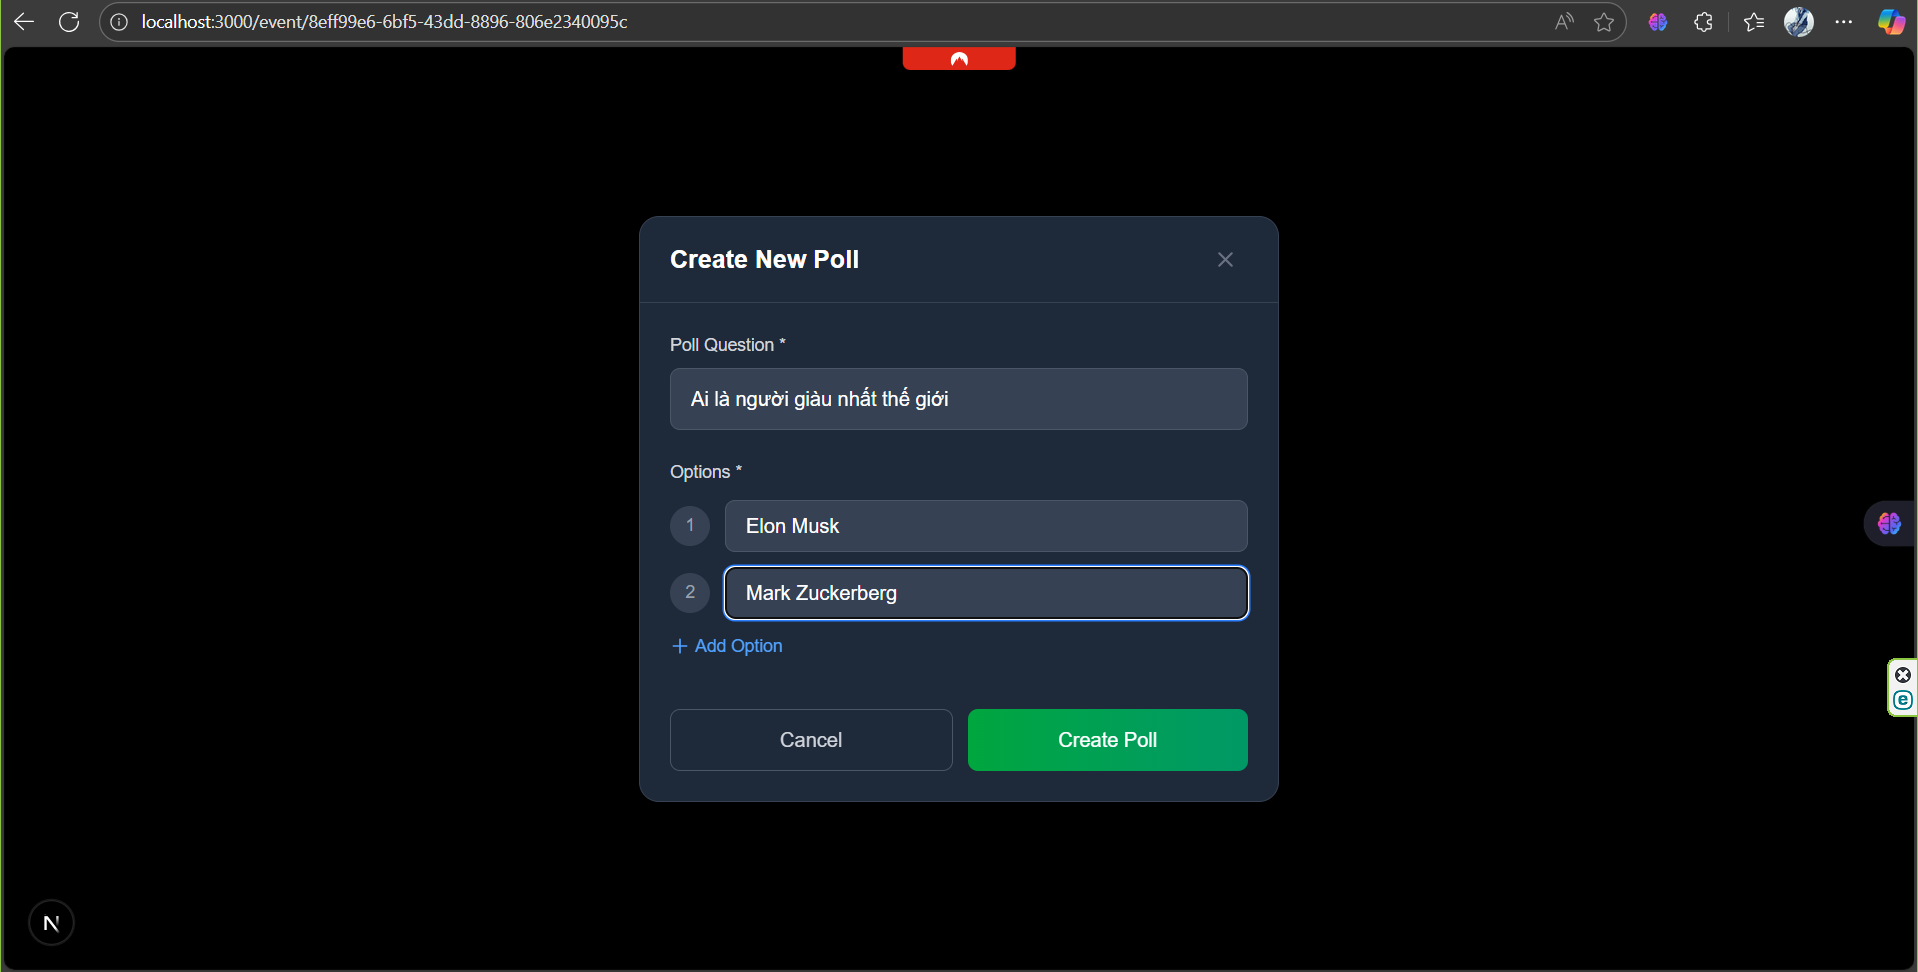 localhost:3000/event/8eff99e6-6bf5-43dd-8896-806e2340095c
Create New Poll
Poll Question *
Ai là người giàu nhất thế giới
Options *
1
Elon Musk
2
Mark Zuckerberg
+ Add Option
Cancel
Create Poll
N
e